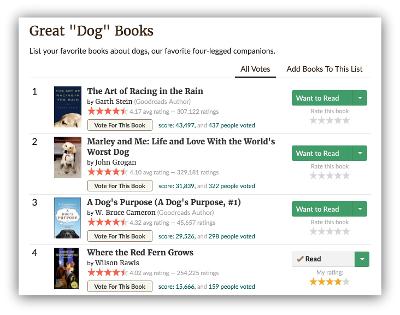 Great "Dog" Books
List your favorite books about dogs, our favorite four-legged companions.
All Votes Add Books To This List
1 The Art of Racing in the Rain
by Garth Stein (Goodreads Author)
4.17 avg rating — 307,122 ratings
Vote For This Book score: 43,497, and 437 people voted
Want to Read
Rate this book
2 Marley and Me: Life and Love With the World's
Worst Dog
by John Grogan
4.10 avg rating — 329,181 ratings
Vote For This Book score: 31,839, and 322 people voted
Want to Read
Rate this book
3 A Dog's Purpose (A Dog's Purpose, #1)
by W. Bruce Cameron (Goodreads Author)
4.32 avg rating — 45,657 ratings
Vote For This Book score: 29,526, and 298 people voted
Want to Read
Rate this book
4 Where the Red Fern Grows
by Wilson Rawls
4.02 avg rating — 254,225 ratings
Vote For This Book score: 15,666, and 159 people voted
Read
My rating: